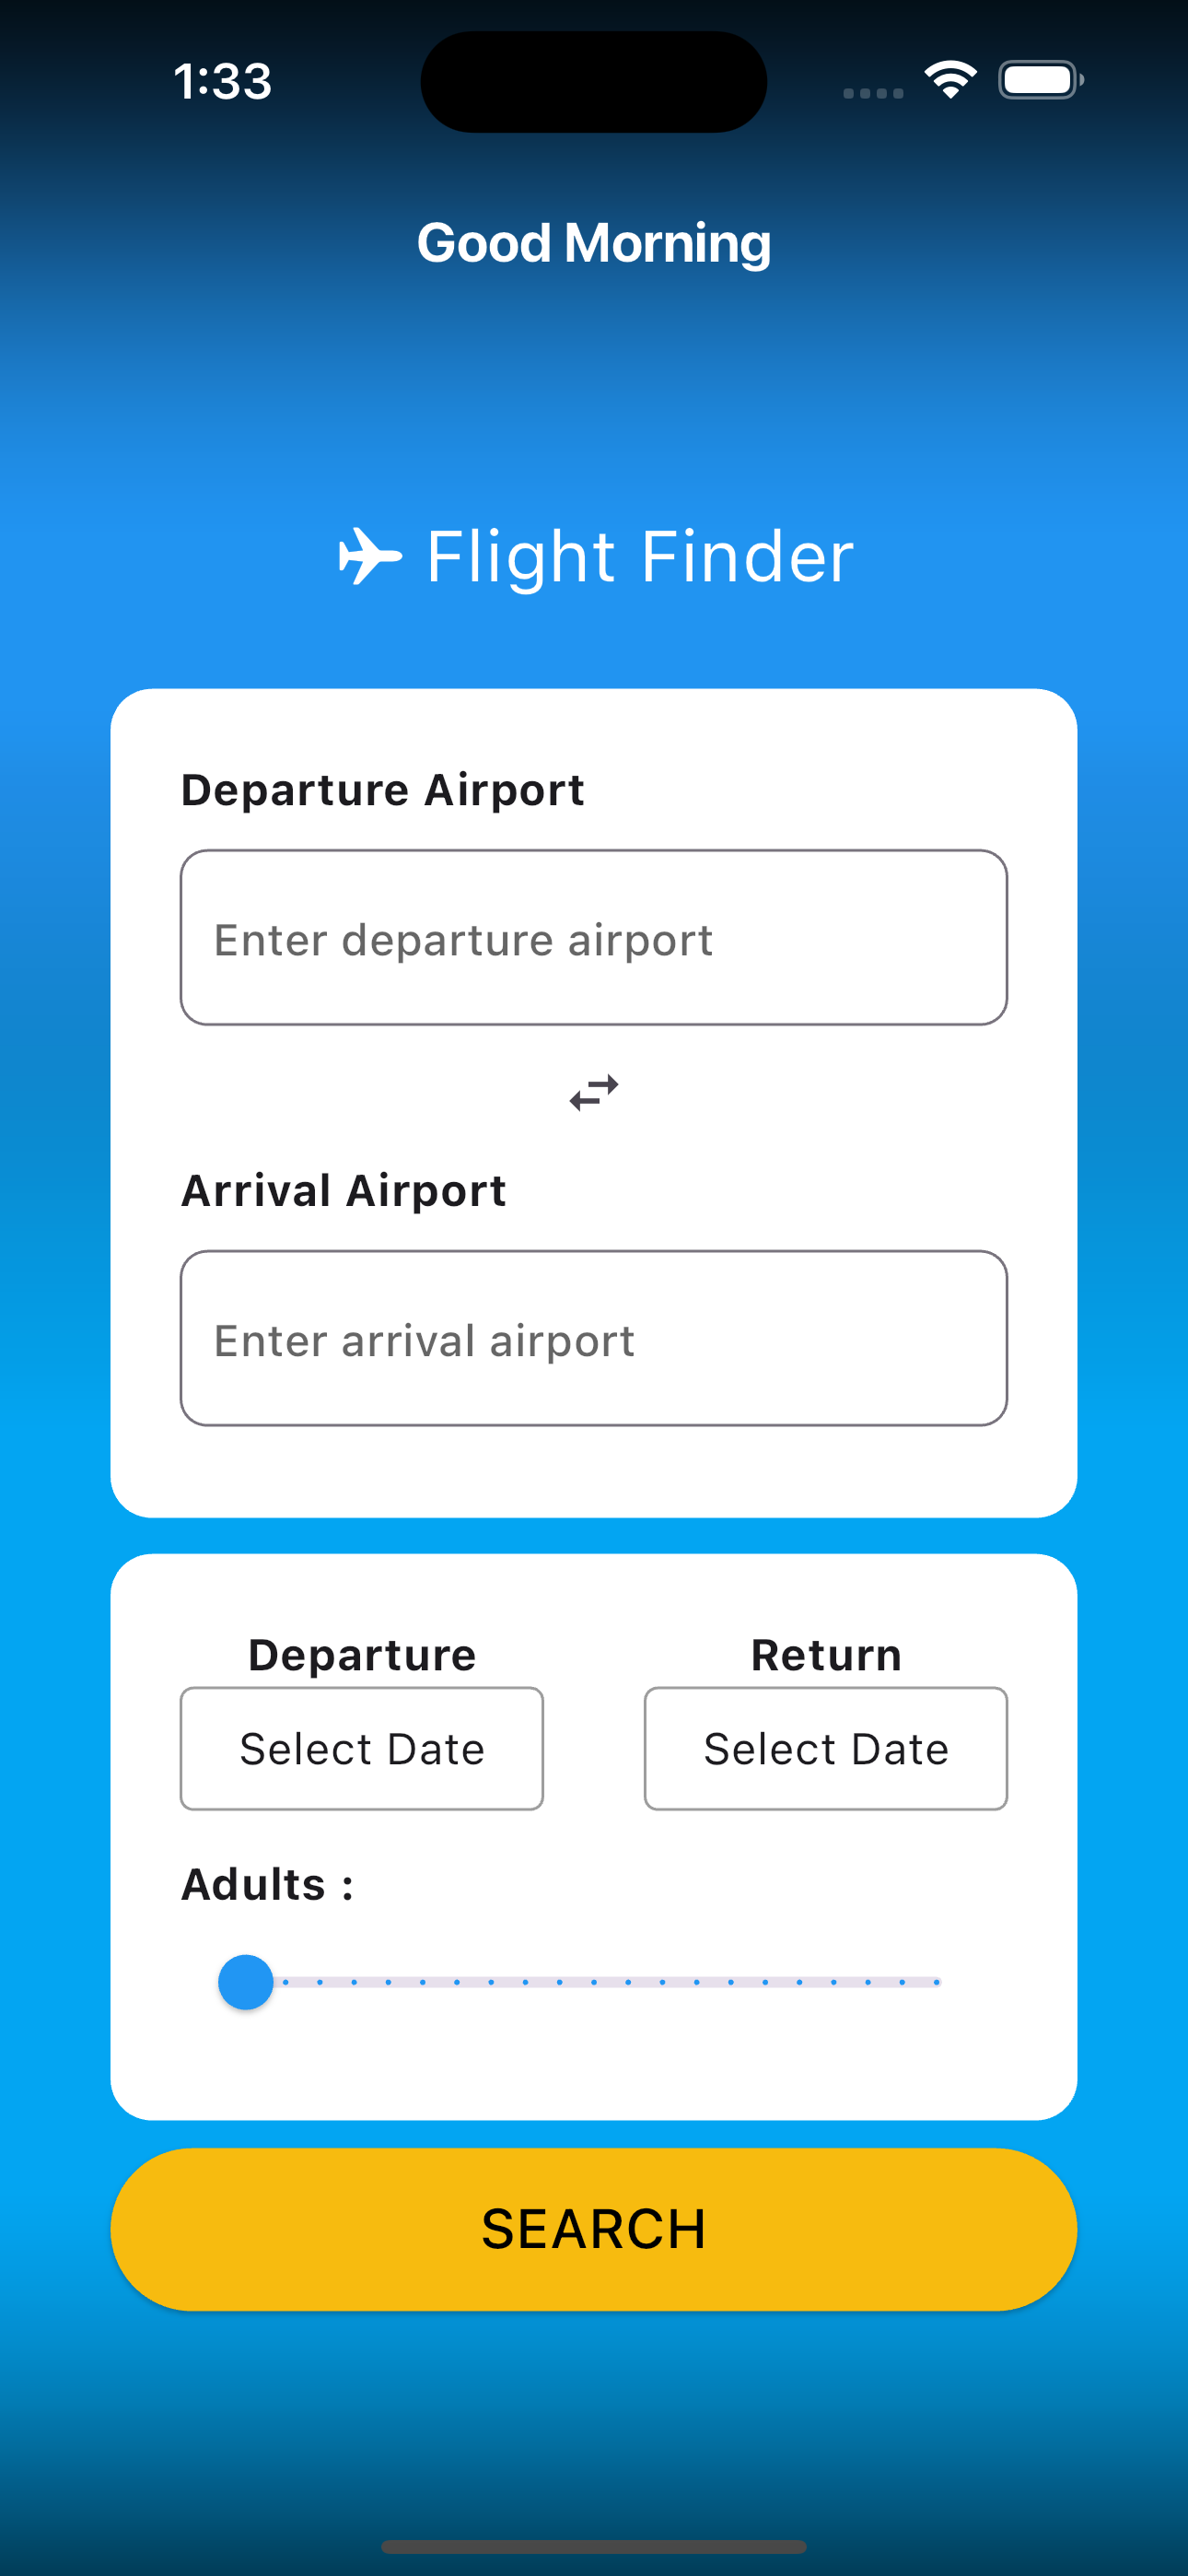 1:33
Good Morning
Flight Finder
Departure Airport
Enter departure airport
Arrival Airport
Enter arrival airport
Departure Return
Select Date Select Date
Adults :
SEARCH